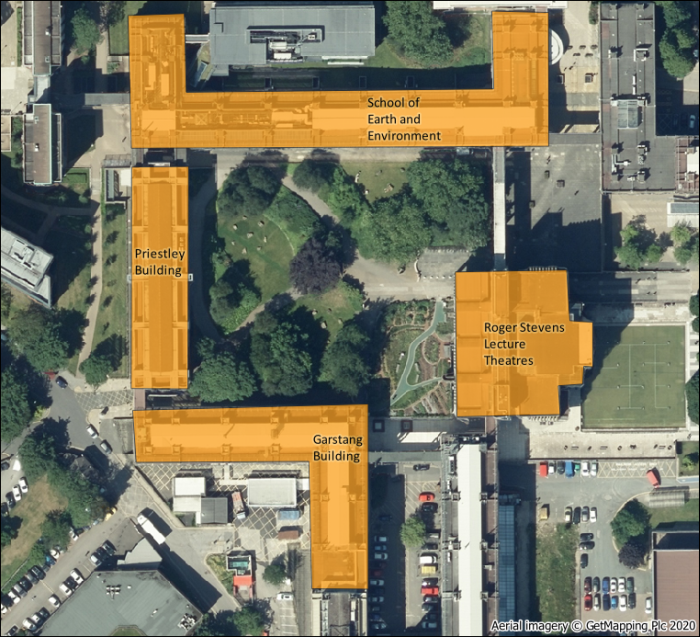 School of
Earth and
Environment
Priestley
Building
Roger Stevens
Lecture
Theatres
Garstang
Building
Aerial imagery © GetMapping Plc 2020